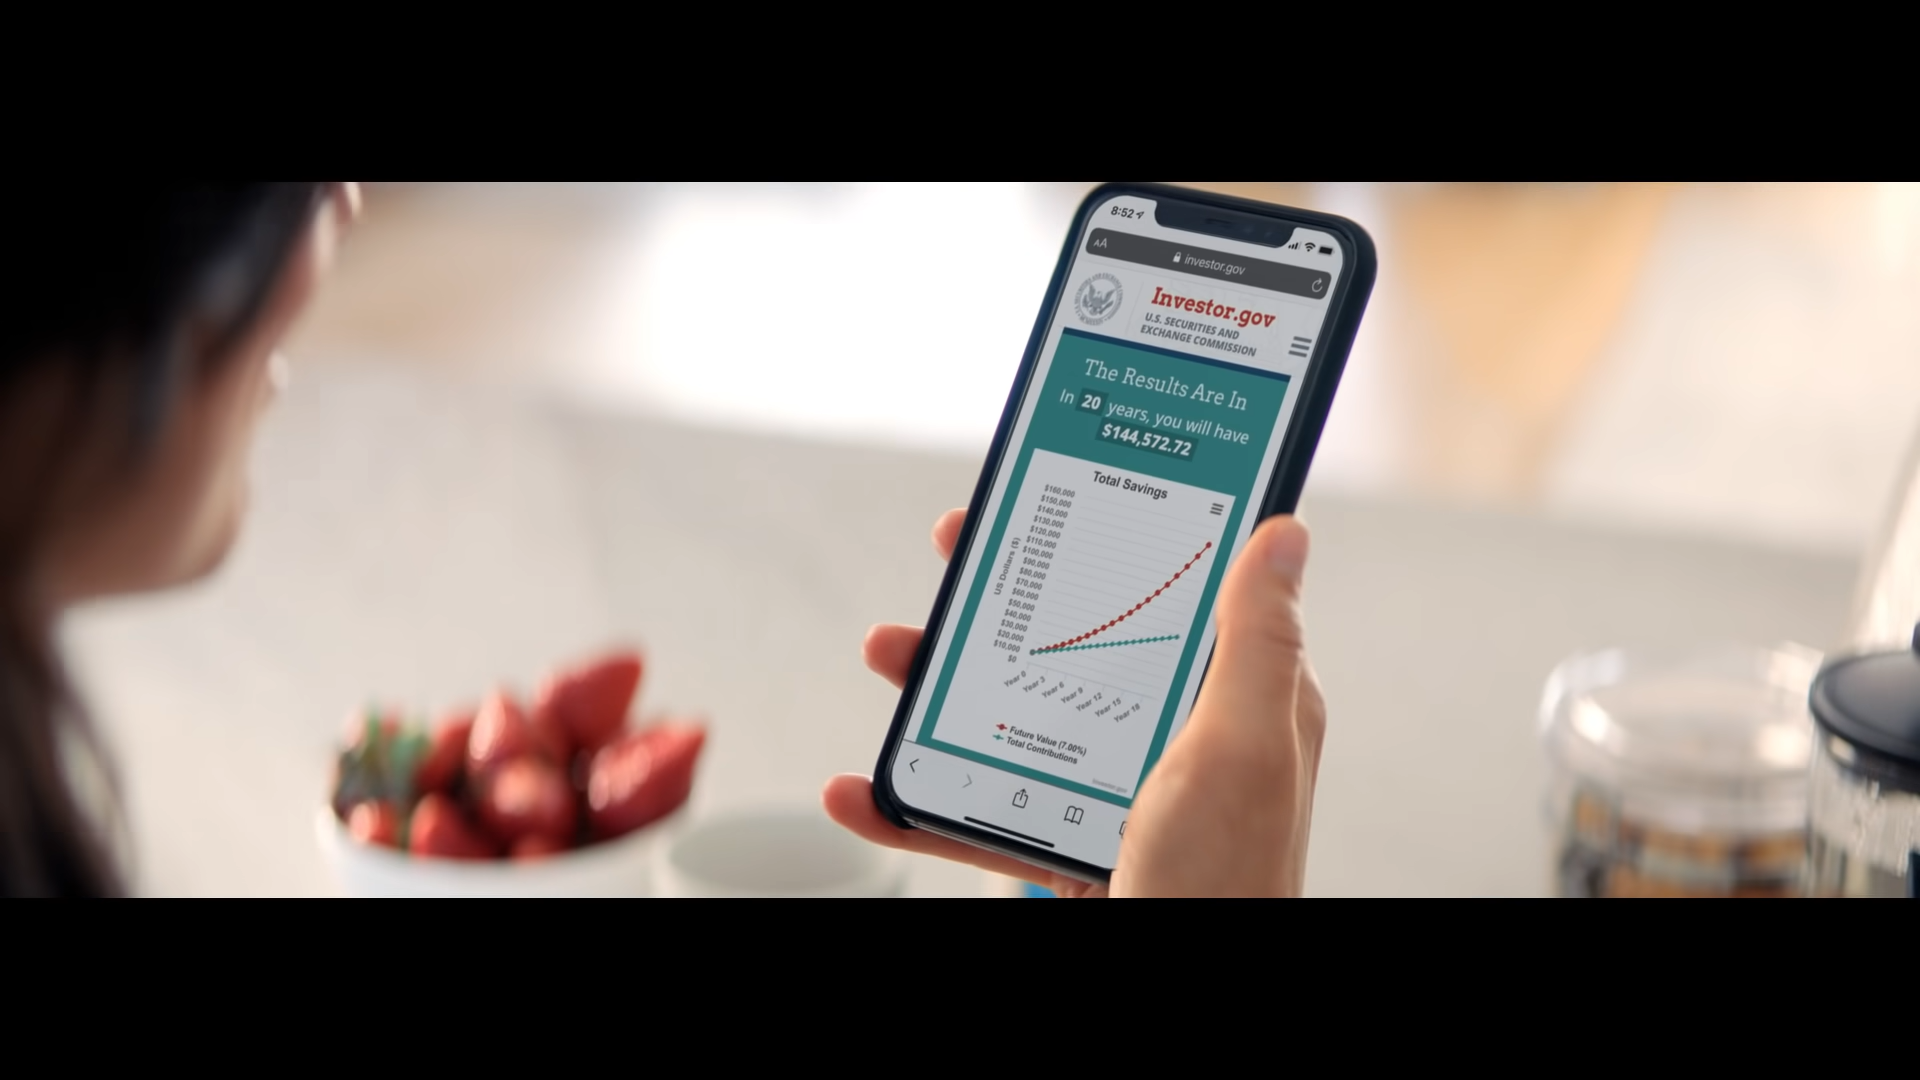 8:52
AA
investor.gov
Investor.gov
U.S. SECURITIES AND
EXCHANGE COMMISSION
The Results Are In
In 20 years, you will have
$144,572.72
Total Savings
$160,000
$150,000
$140,000
$130,000
$120,000
$110,000
$100,000
$90,000
$80,000
$70,000
$60,000
$50,000
$40,000
$30,000
$20,000
$10,000
$0
US Dollars ($)
Year 0
Year 3
Year 6
Year 9
Year 12
Year 15
Year 18
Future Value (7.00%)
Total Contributions
Investor.gov